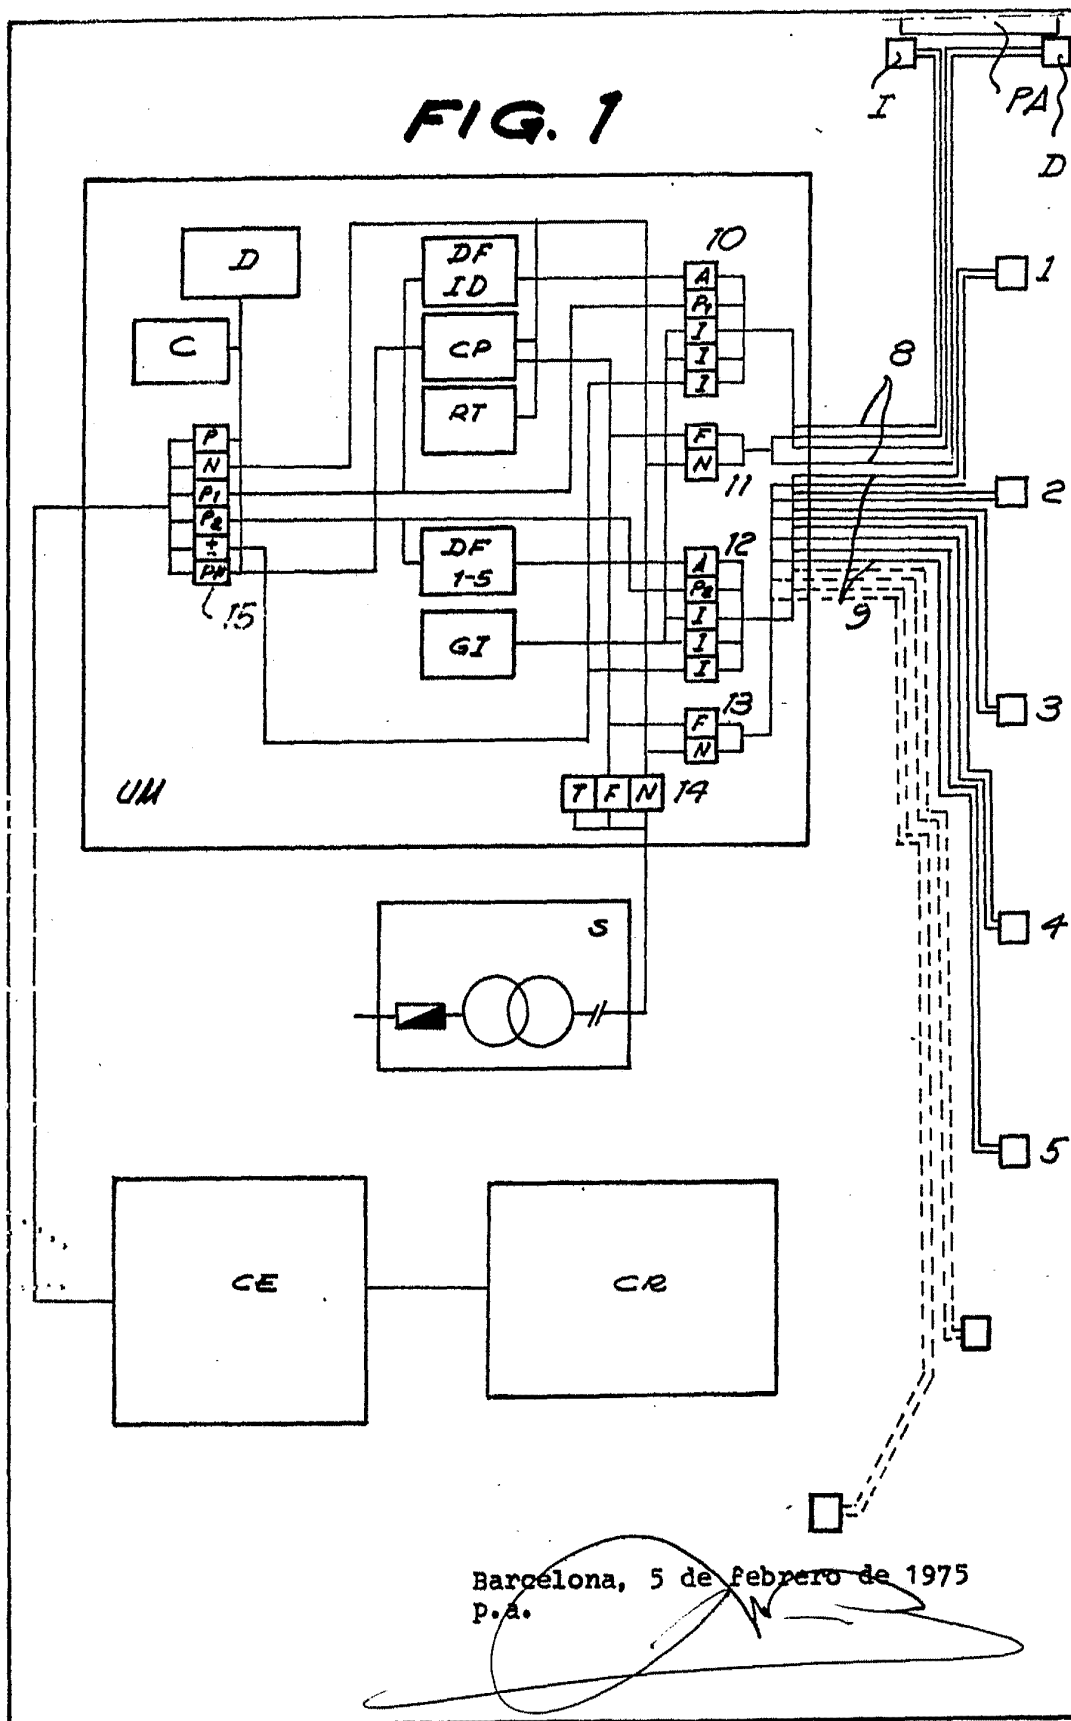 FIG. 1
I
PA
D
D
C
DF
ID
CP
RT
10
A
P1
I
I
I
1
8
P
N
P1
P2
±
PN
15
F
N
11
2
DF
1-5
GI
12
A
P2
I
I
I
9
3
13
F
N
UM
T F N 14
4
S
5
CE
CR
Barcelona, 5 de febrero de 1975
p.a.